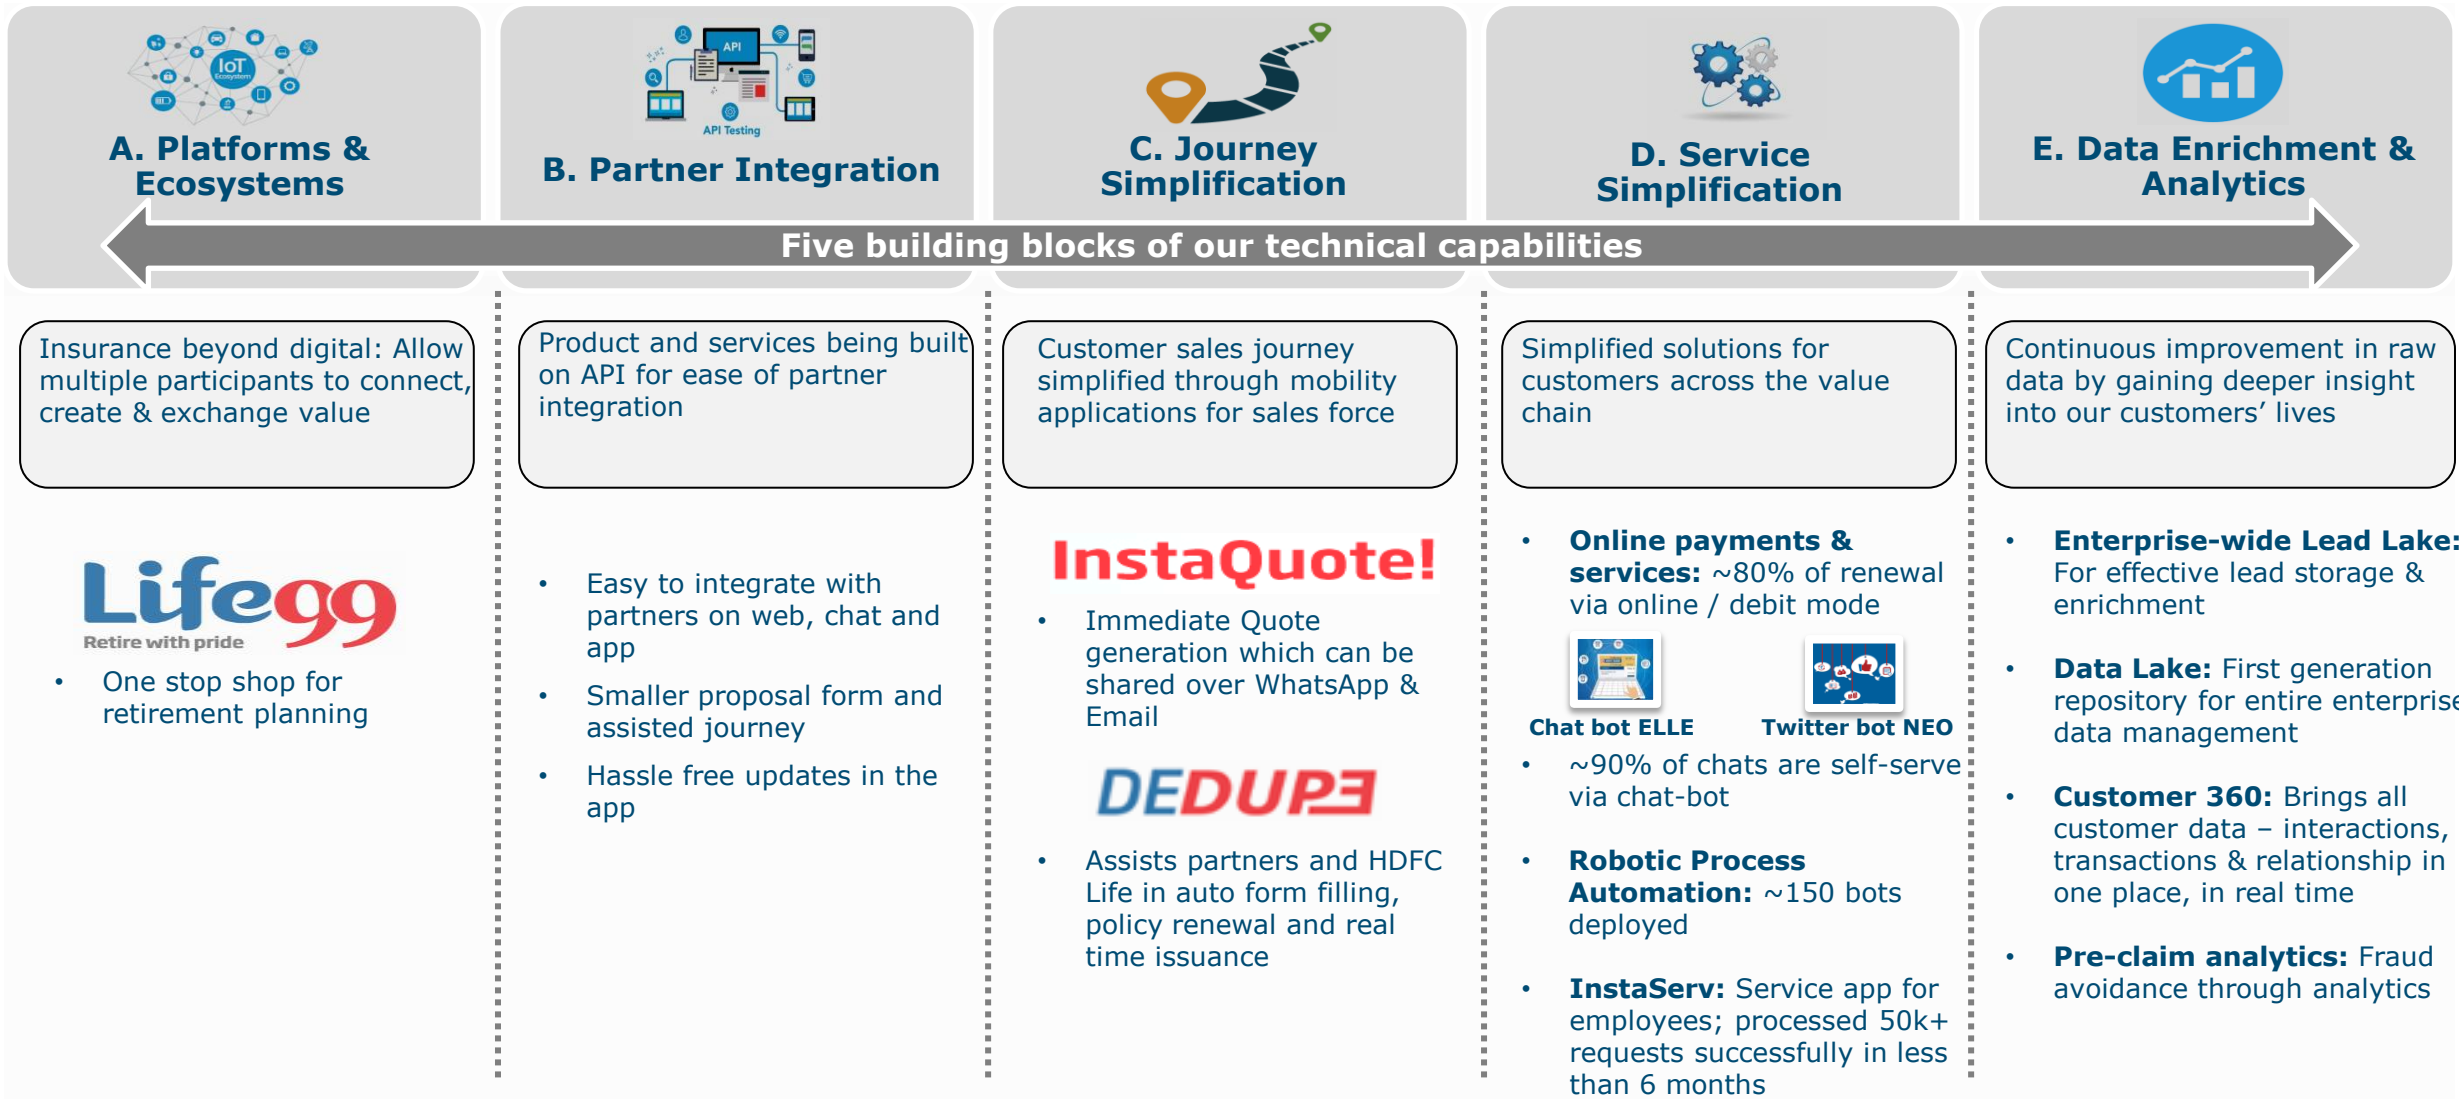 IoT
Ecosystem
A. Platforms &
Ecosystems
API
API Testing
B. Partner Integration
C. Journey
Simplification
D. Service
Simplification
E. Data Enrichment &
Analytics
Five building blocks of our technical capabilities
Insurance beyond digital: Allow
multiple participants to connect,
create & exchange value
Life99
Retire with pride
• One stop shop for
retirement planning
Product and services being built
on API for ease of partner
integration
• Easy to integrate with
partners on web, chat and
app
• Smaller proposal form and
assisted journey
• Hassle free updates in the
app
Customer sales journey
simplified through mobility
applications for sales force
InstaQuote!
• Immediate Quote
generation which can be
shared over WhatsApp &
Email
DEDUPE
• Assists partners and HDFC
Life in auto form filling,
policy renewal and real
time issuance
Simplified solutions for
customers across the value
chain
• Online payments &
services: ~80% of renewal
via online / debit mode
Chat bot ELLE
Twitter bot NEO
• ~90% of chats are self-serve
via chat-bot
• Robotic Process
Automation: ~150 bots
deployed
• InstaServ: Service app for
employees; processed 50k+
requests successfully in less
than 6 months
Continuous improvement in raw
data by gaining deeper insight
into our customers’ lives
• Enterprise-wide Lead Lake:
For effective lead storage &
enrichment
• Data Lake: First generation
repository for entire enterprise
data management
• Customer 360: Brings all
customer data – interactions,
transactions & relationship in
one place, in real time
• Pre-claim analytics: Fraud
avoidance through analytics